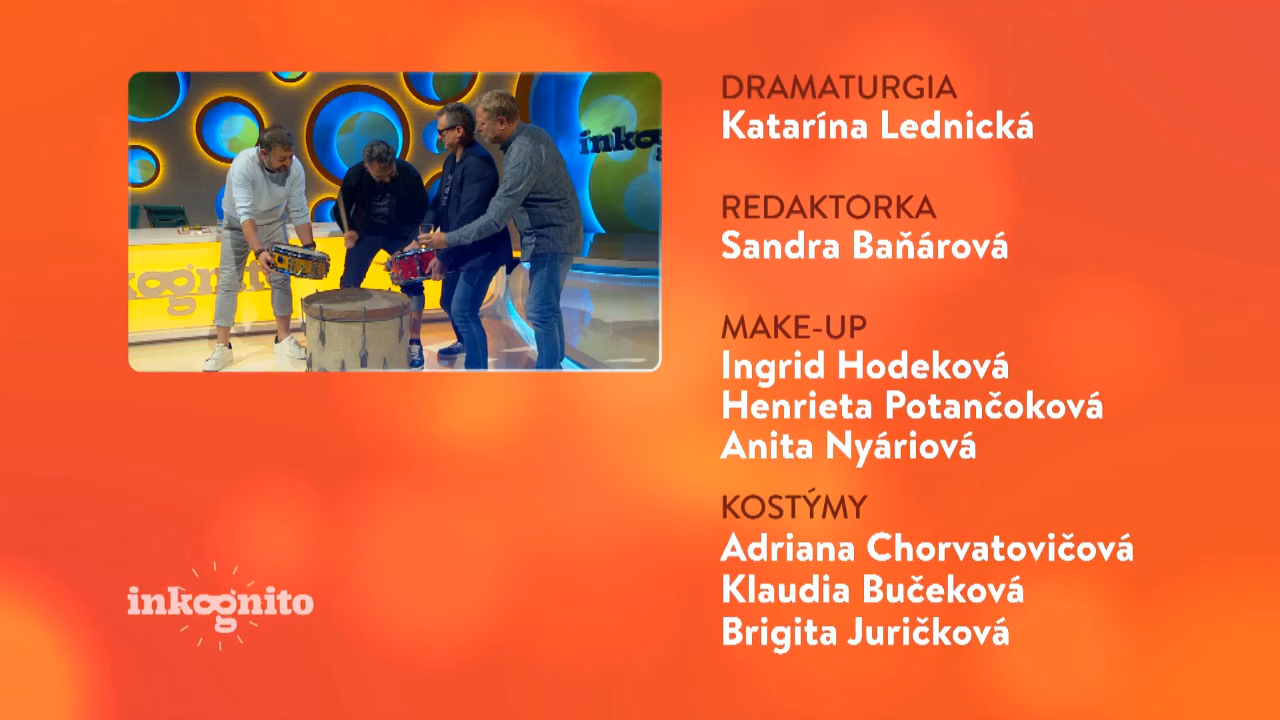 DRAMATURGIA
Katarína Lednická
REDAKTORKA
Sandra Baňárová
MAKE-UP
Ingrid Hodeková
Henrieta Potančoková
Anita Nyáriová
KOSTÝMY
Adriana Chorvatovičová
Klaudia Bučeková
Brigita Juričková
inkognito